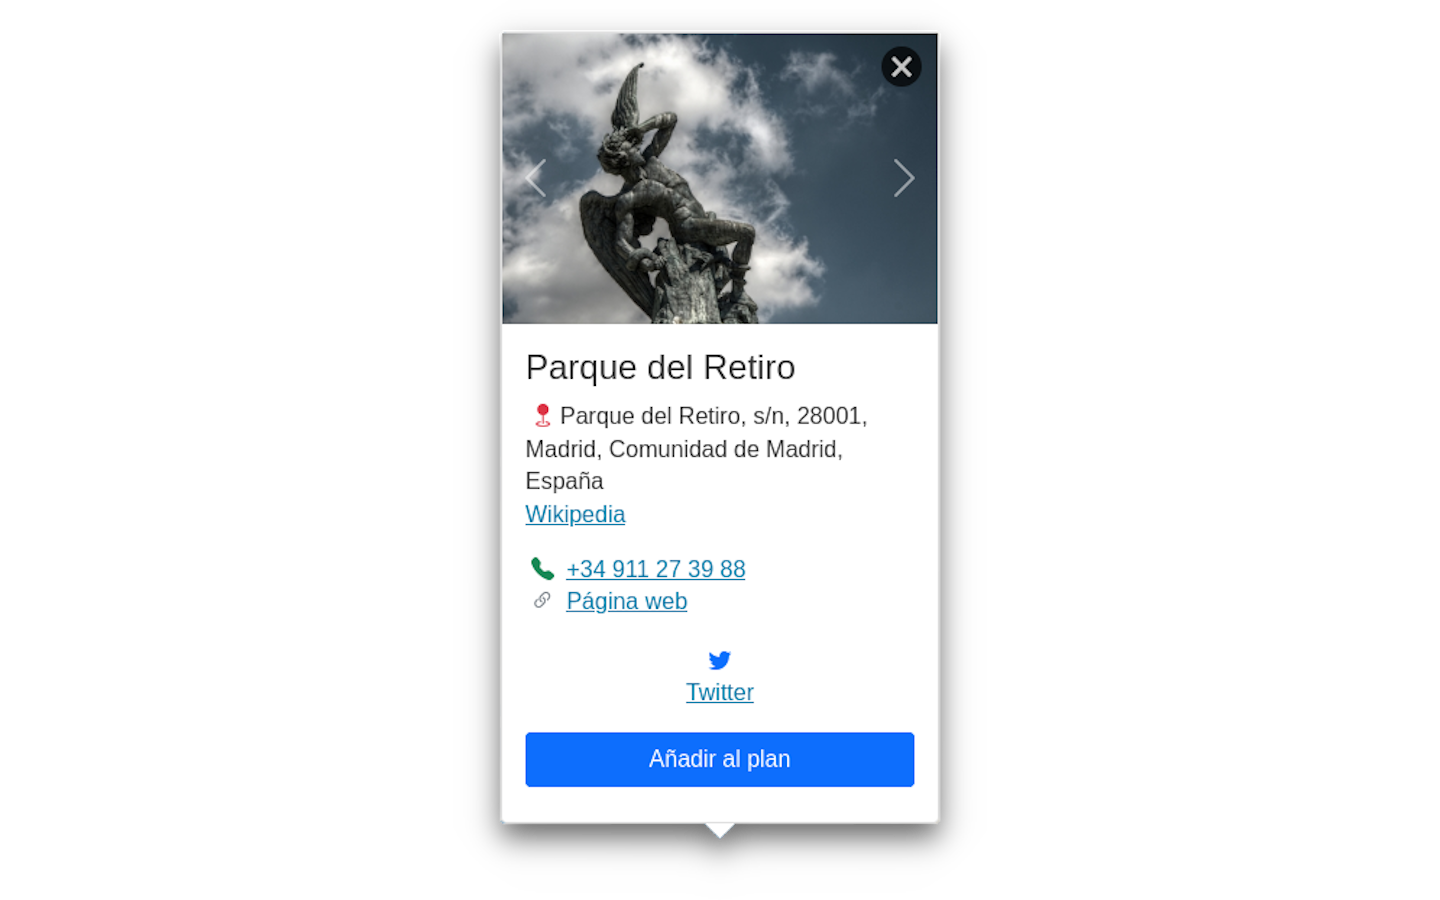 Parque del Retiro
Parque del Retiro, s/n, 28001,
Madrid, Comunidad de Madrid,
España
Wikipedia
+34 911 27 39 88
Página web
Twitter
Añadir al plan